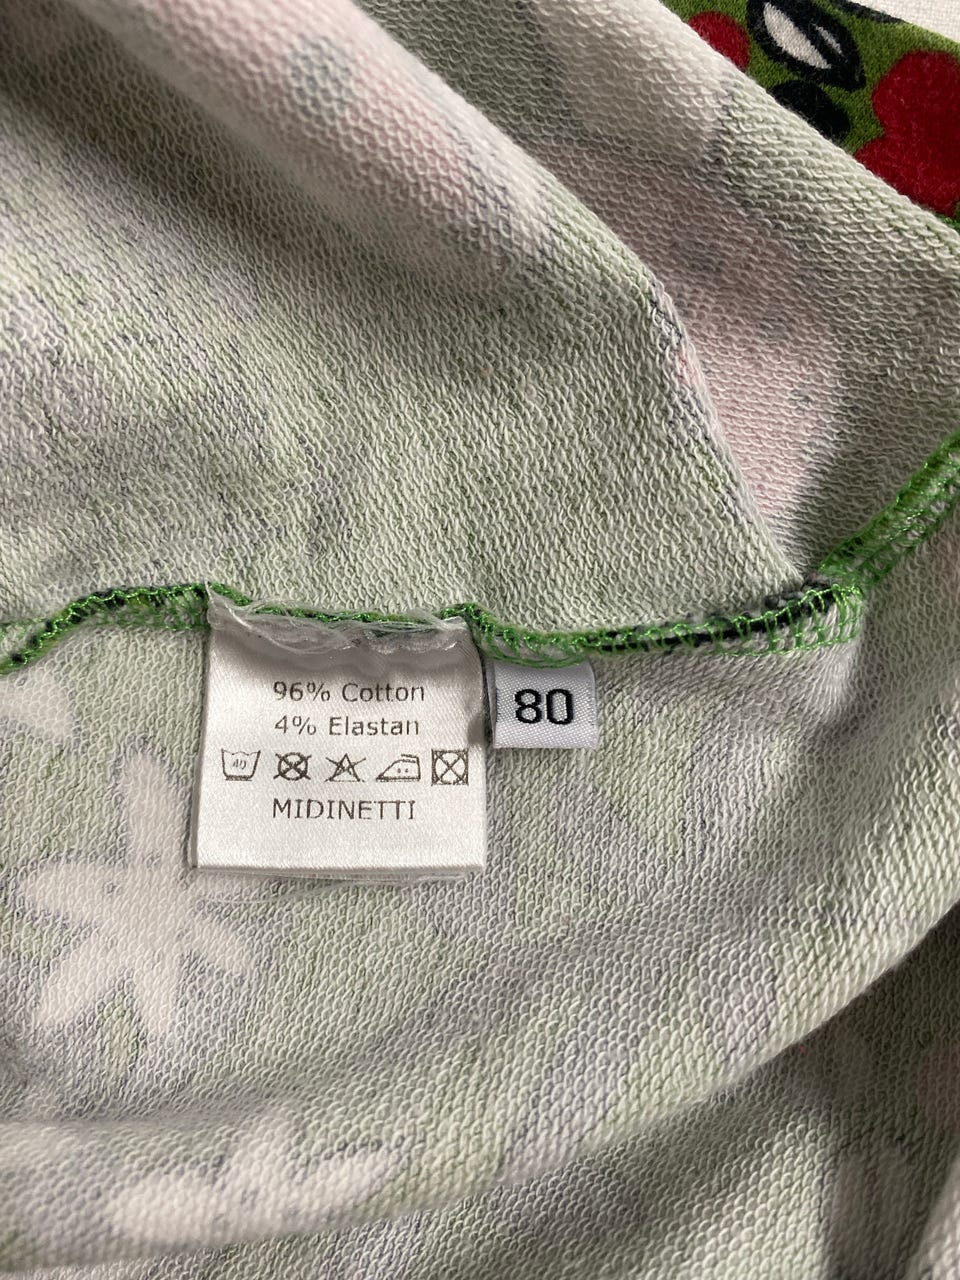 96% Cotton
4% Elastan
40
MIDINETTI
80